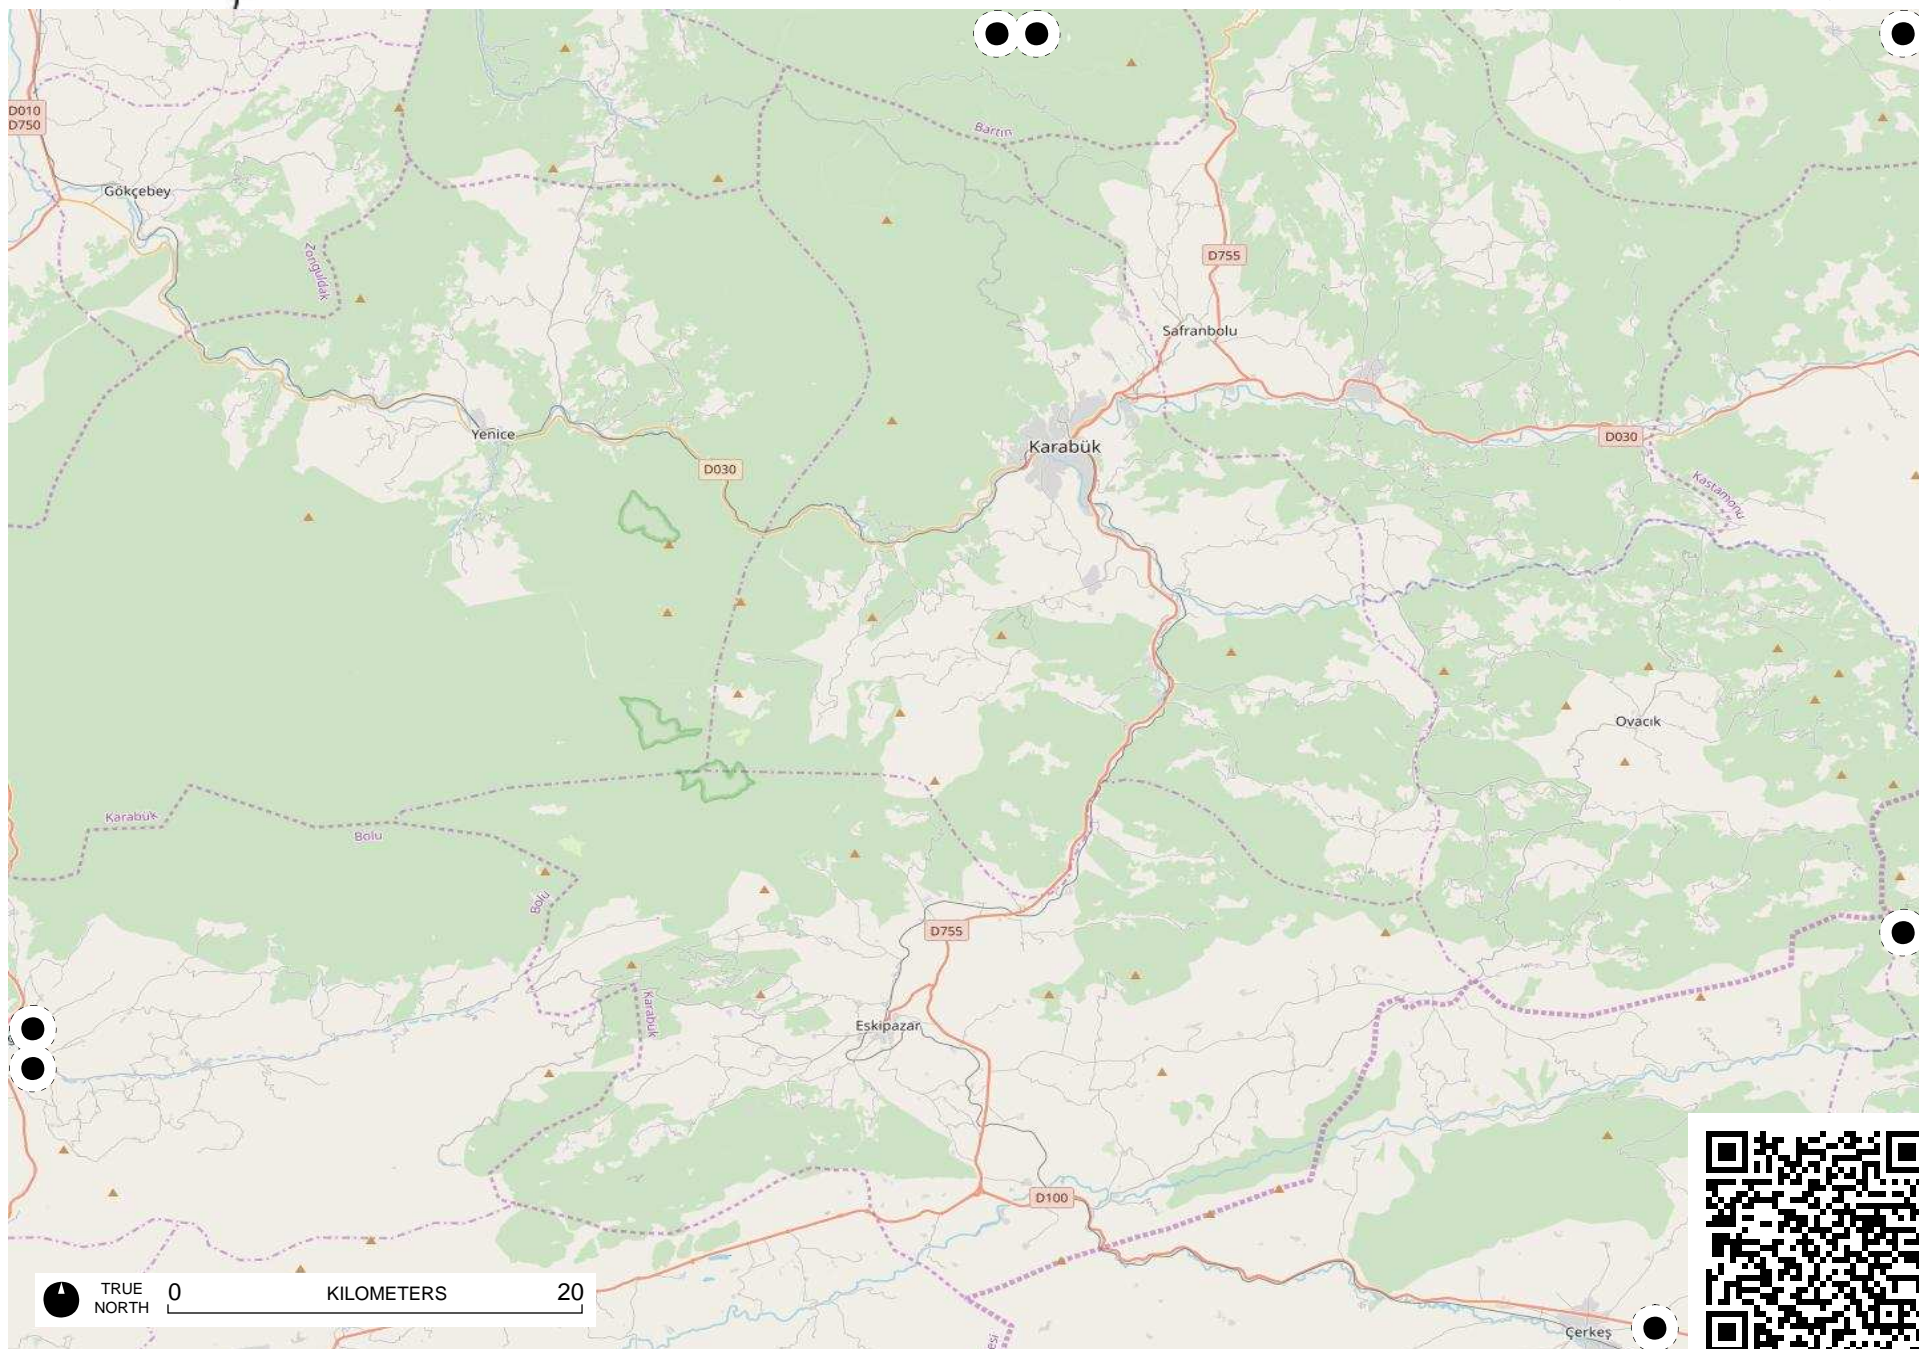 D010
D750
Bartın
Gökçebey
Zonguldak
D755
Safranbolu
Yenice
D030
Karabük
D030
Kastamonu
Ovacık
Karabük
Bolu
Bolu
D755
Karabük
Eskipazar
D100
TRUE
NORTH
0 KILOMETERS 20
Çerkeş
esi